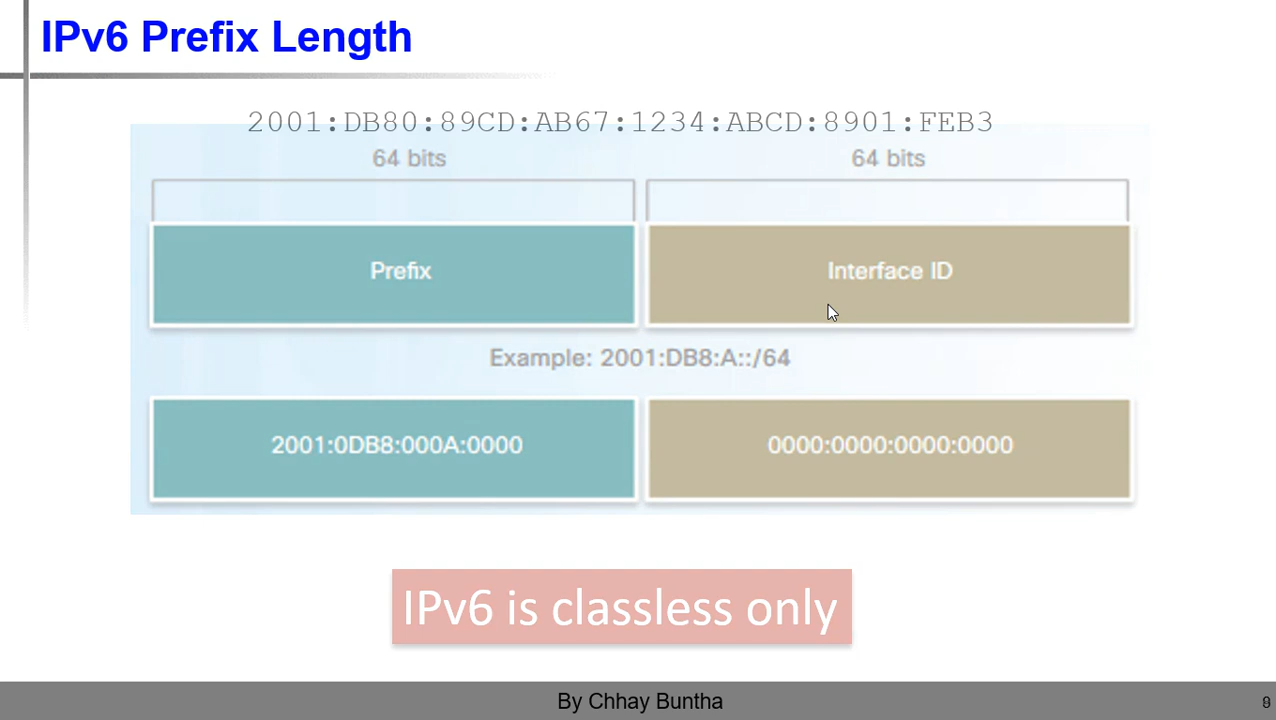 IPv6 Prefix Length
2001:DB80:89CD:AB67:1234:ABCD:8901:FEB3
64 bits 64 bits
Prefix Interface ID
Example: 2001:DB8:A::/64
2001:0DB8:000A:0000 0000:0000:0000:0000
IPv6 is classless only
By Chhay Buntha